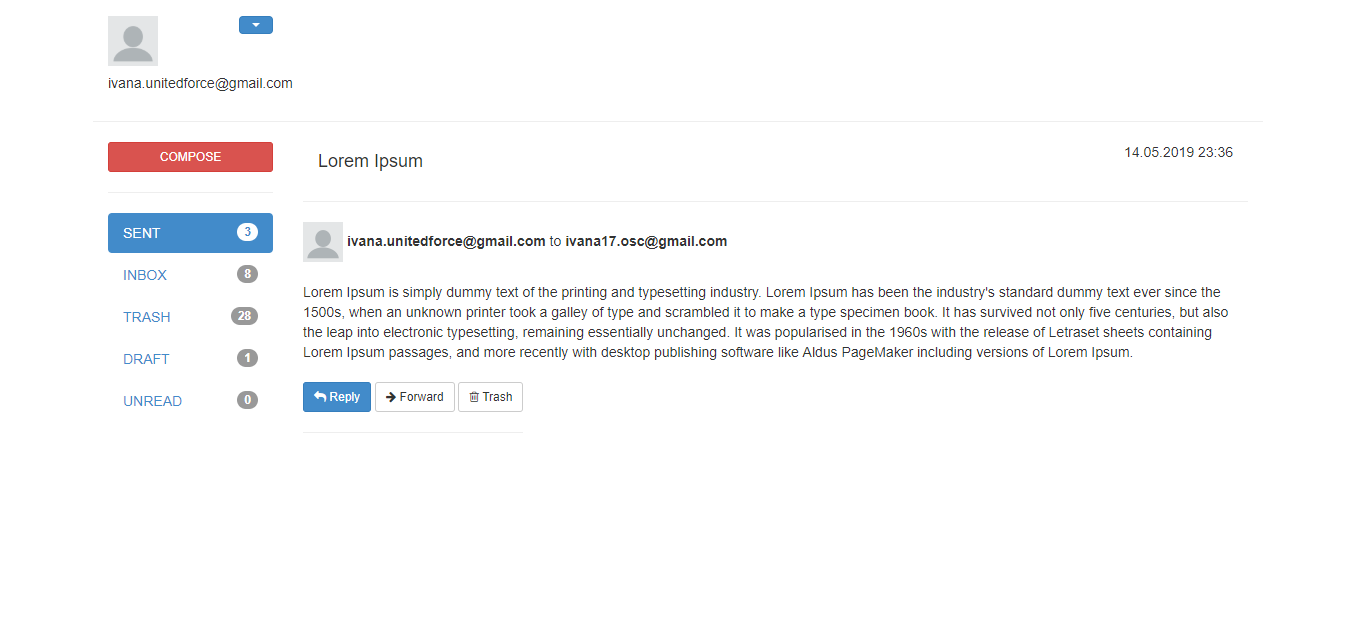 ivana.unitedforce@gmail.com
COMPOSE
Lorem Ipsum
14.05.2019 23:36
SENT 3
INBOX 8
TRASH 28
DRAFT 1
UNREAD 0
ivana.unitedforce@gmail.com to ivana17.osc@gmail.com
Lorem Ipsum is simply dummy text of the printing and typesetting industry. Lorem Ipsum has been the industry's standard dummy text ever since the
1500s, when an unknown printer took a galley of type and scrambled it to make a type specimen book. It has survived not only five centuries, but also
the leap into electronic typesetting, remaining essentially unchanged. It was popularised in the 1960s with the release of Letraset sheets containing
Lorem Ipsum passages, and more recently with desktop publishing software like Aldus PageMaker including versions of Lorem Ipsum.
Reply Forward Trash